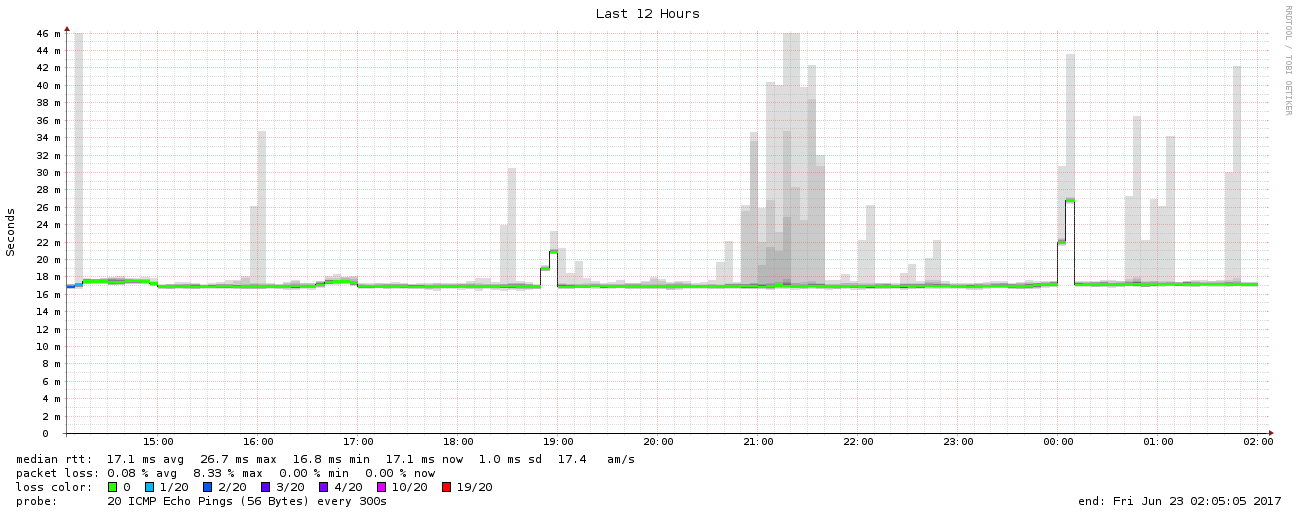 Last 12 Hours
RRDTOOL / TOBI OETIKER
Seconds
46 m
44 m
42 m
40 m
38 m
36 m
34 m
32 m
30 m
28 m
26 m
24 m
22 m
20 m
18 m
16 m
14 m
12 m
10 m
8 m
6 m
4 m
2 m
0
15:00 16:00 17:00 18:00 19:00 20:00 21:00 22:00 23:00 00:00 01:00 02:00
median rtt: 17.1 ms avg 26.7 ms max 16.8 ms min 17.1 ms now 1.0 ms sd 17.4 am/s
packet loss: 0.08 % avg 8.33 % max 0.00 % min 0.00 % now
loss color: 0 1/20 2/20 3/20 4/20 10/20 19/20
probe: 20 ICMP Echo Pings (56 Bytes) every 300s end: Fri Jun 23 02:05:05 2017